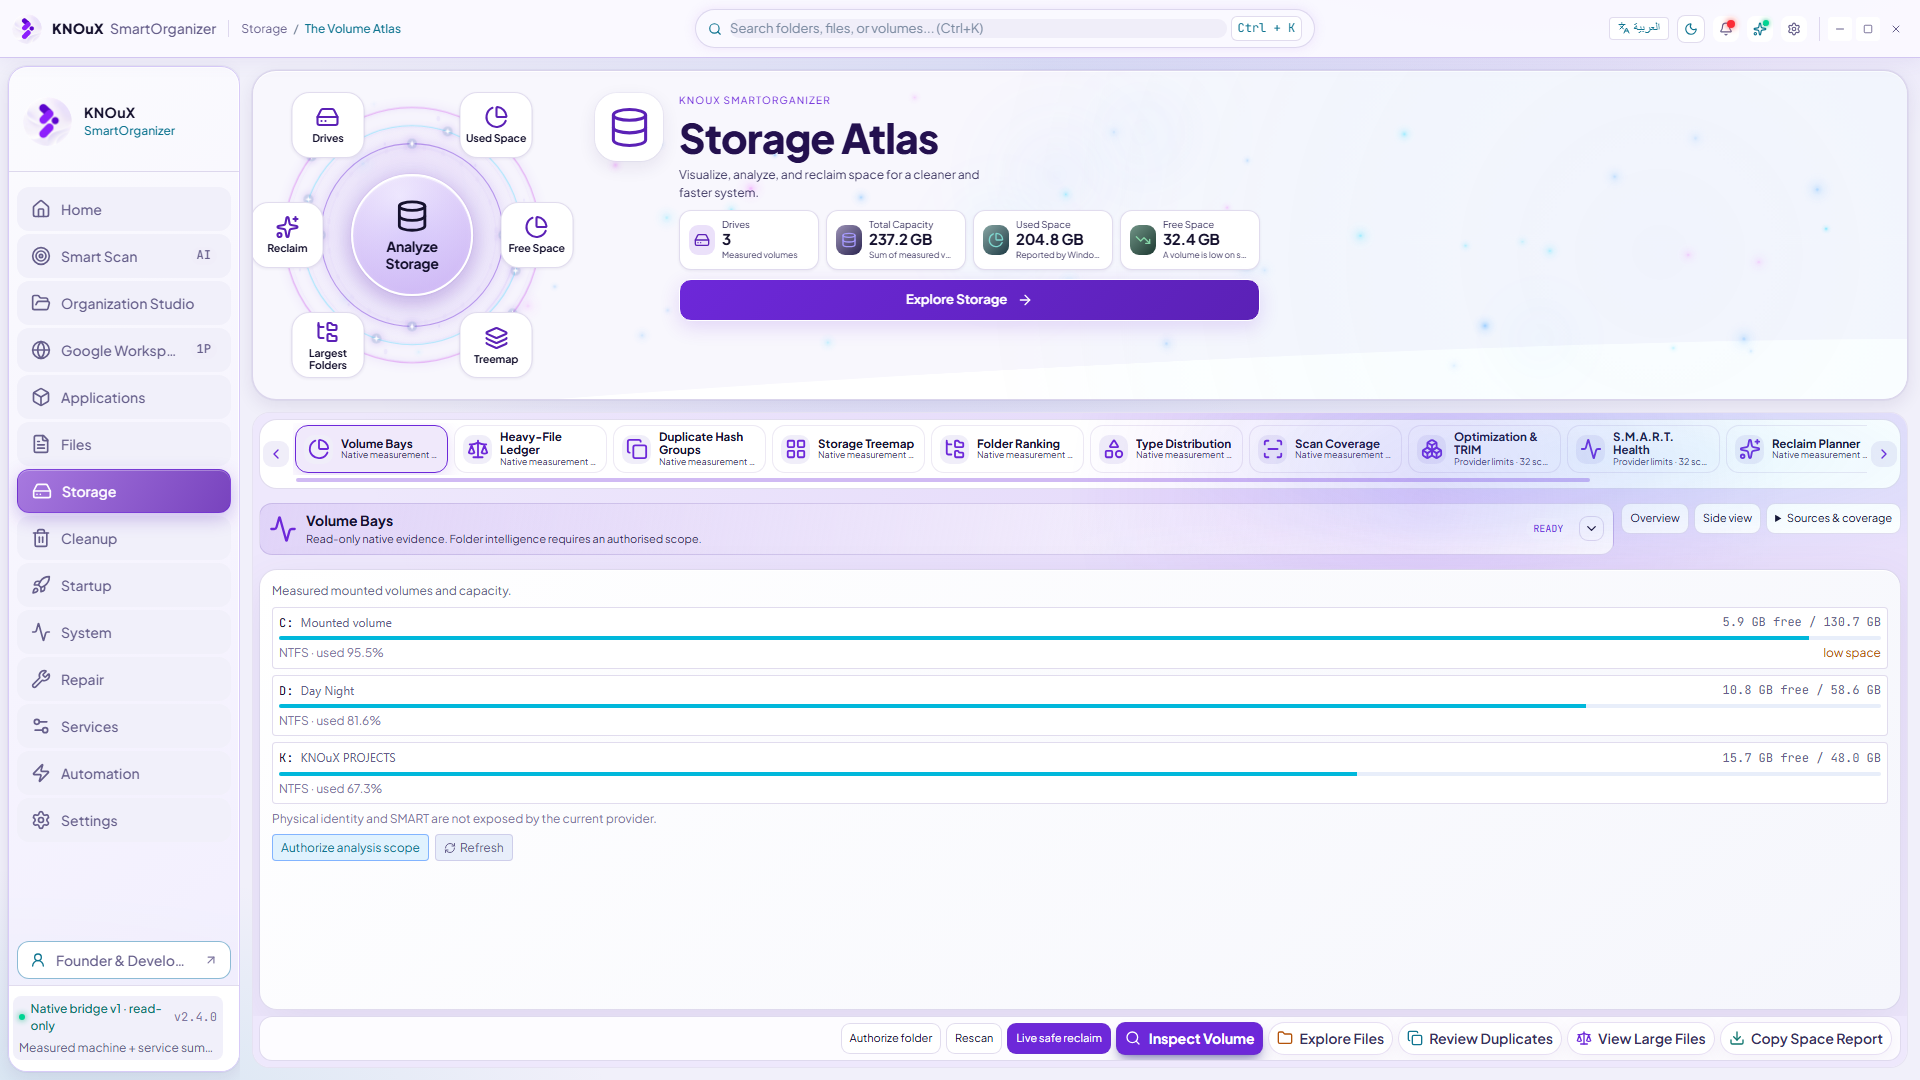 KNOuX SmartOrganizer
Storage / The Volume Atlas
Search folders, files, or volumes... (Ctrl+K)
Ctrl + K
العربية
KNOuX
SmartOrganizer
Home
Smart Scan AI
Organization Studio
Google Worksp... 1P
Applications
Files
Storage
Cleanup
Startup
System
Repair
Services
Automation
Settings
Founder & Develo...
Native bridge v1 · read-only
v2.4.0
Measured machine + service sum...
Drives
Used Space
Reclaim
Analyze Storage
Free Space
Largest Folders
Treemap
KNOUX SMARTORGANIZER
Storage Atlas
Visualize, analyze, and reclaim space for a cleaner and
faster system.
Drives
3
Measured volumes
Total Capacity
237.2 GB
Sum of measured v...
Used Space
204.8 GB
Reported by Windo...
Free Space
32.4 GB
A volume is low on s...
Explore Storage
Volume Bays
Native measurement ...
Heavy-File Ledger
Native measurement ...
Duplicate Hash Groups
Native measurement ...
Storage Treemap
Native measurement ...
Folder Ranking
Native measurement ...
Type Distribution
Native measurement ...
Scan Coverage
Native measurement ...
Optimization & TRIM
Provider limits · 32 sc...
S.M.A.R.T. Health
Provider limits · 32 sc...
Reclaim Planner
Native measurement ...
Volume Bays
Read-only native evidence. Folder intelligence requires an authorised scope.
READY
Overview
Side view
Sources & coverage
Measured mounted volumes and capacity.
C: Mounted volume 5.9 GB free / 130.7 GB
NTFS · used 95.5% low space
D: Day Night 10.8 GB free / 58.6 GB
NTFS · used 81.6%
K: KNOuX PROJECTS 15.7 GB free / 48.0 GB
NTFS · used 67.3%
Physical identity and SMART are not exposed by the current provider.
Authorize analysis scope
Refresh
Authorize folder
Rescan
Live safe reclaim
Inspect Volume
Explore Files
Review Duplicates
View Large Files
Copy Space Report